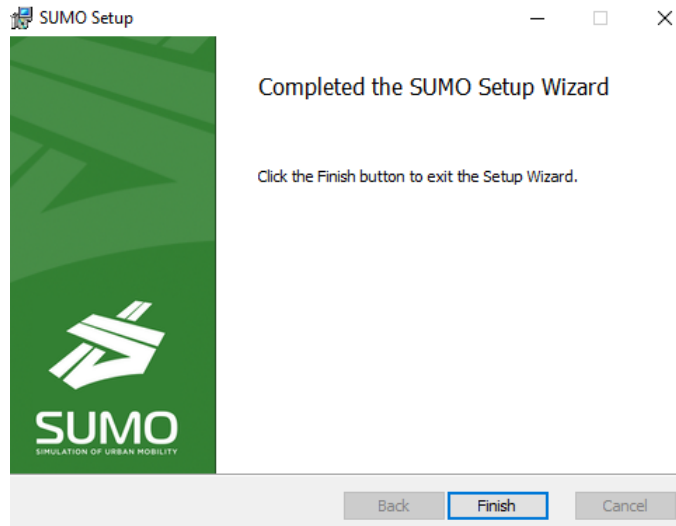 SUMO Setup
Completed the SUMO Setup Wizard
Click the Finish button to exit the Setup Wizard.
SUMO
SIMULATION OF URBAN MOBILITY
Back Finish Cancel